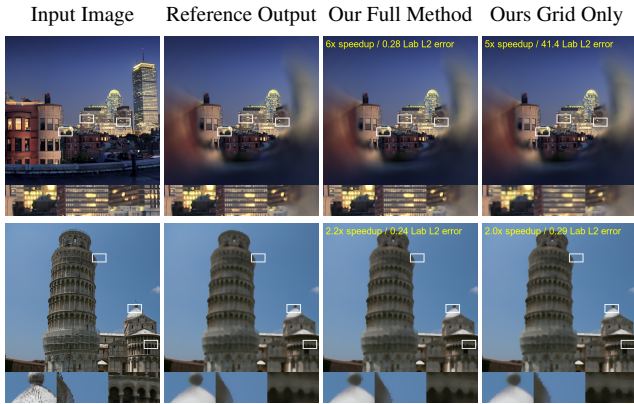 Input Image Reference Output Our Full Method Ours Grid Only
6x speedup / 0.28 Lab L2 error 5x speedup / 41.4 Lab L2 error
2.2x speedup / 0.24 Lab L2 error 2.0x speedup / 0.29 Lab L2 error